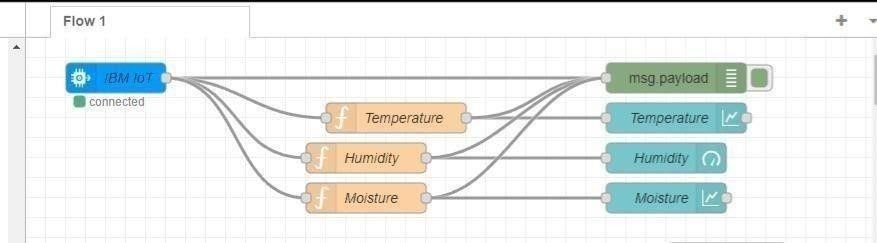 Flow 1
IBM IoT
connected
msg.payload
Temperature
Temperature
Humidity
Humidity
Moisture
Moisture